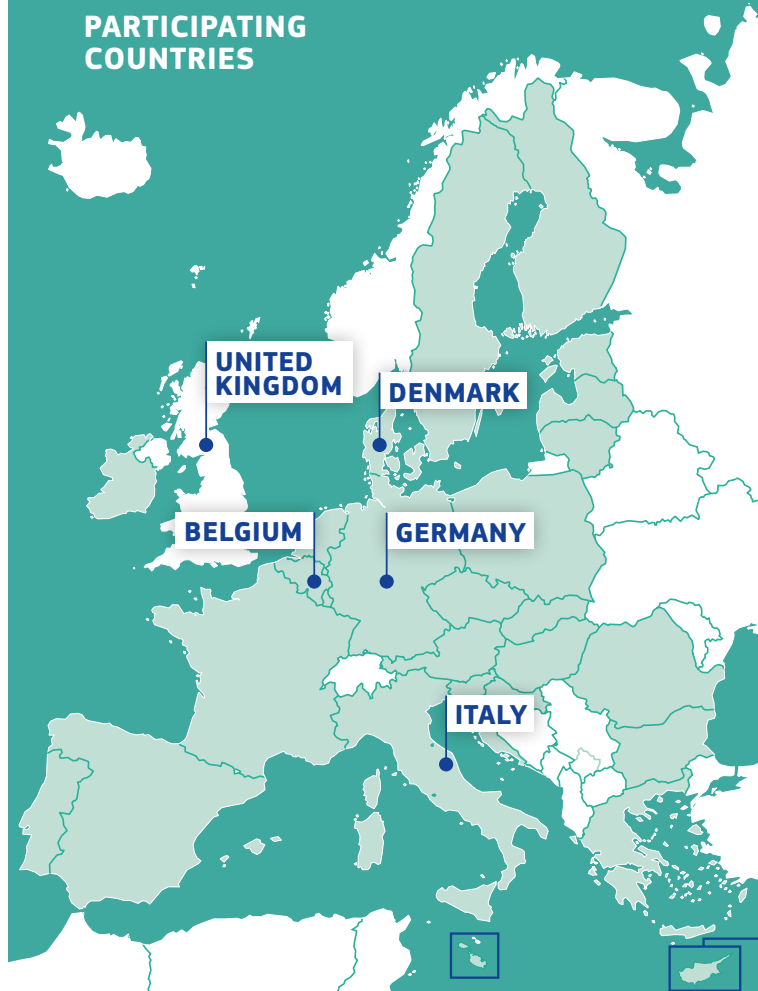 PARTICIPATING
COUNTRIES
UNITED
KINGDOM
DENMARK
BELGIUM
GERMANY
ITALY